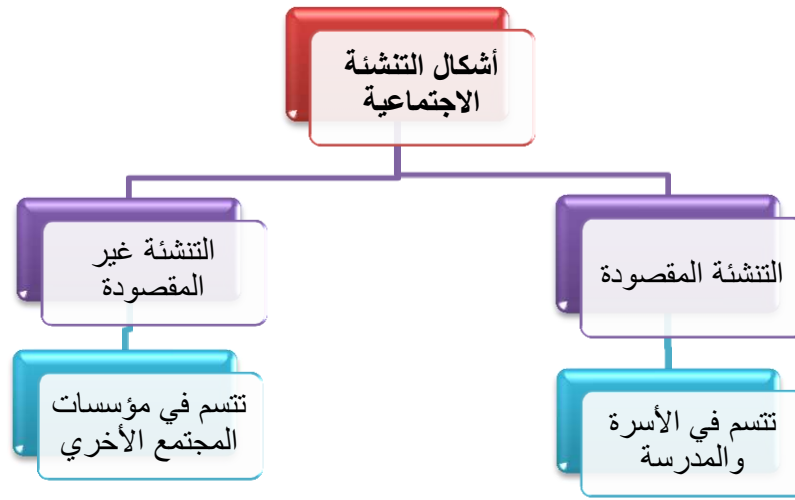 أشكال التنشئة
الاجتماعية
التنشئة المقصودة
التنشئة غير
المقصودة
تتسم في الأسرة
والمدرسة
تتسم في مؤسسات
المجتمع الأخري